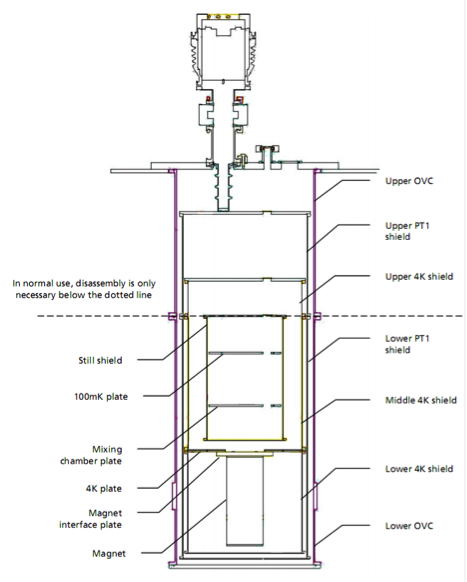 Upper OVC
Upper PT1
shield
Upper 4K shield
In normal use, disassembly is only
necessary below the dotted line
Lower PT1
shield
Still shield
100mK plate
Middle 4K shield
Mixing
chamber plate
Lower 4K shield
4K plate
Magnet
interface plate
Lower OVC
Magnet